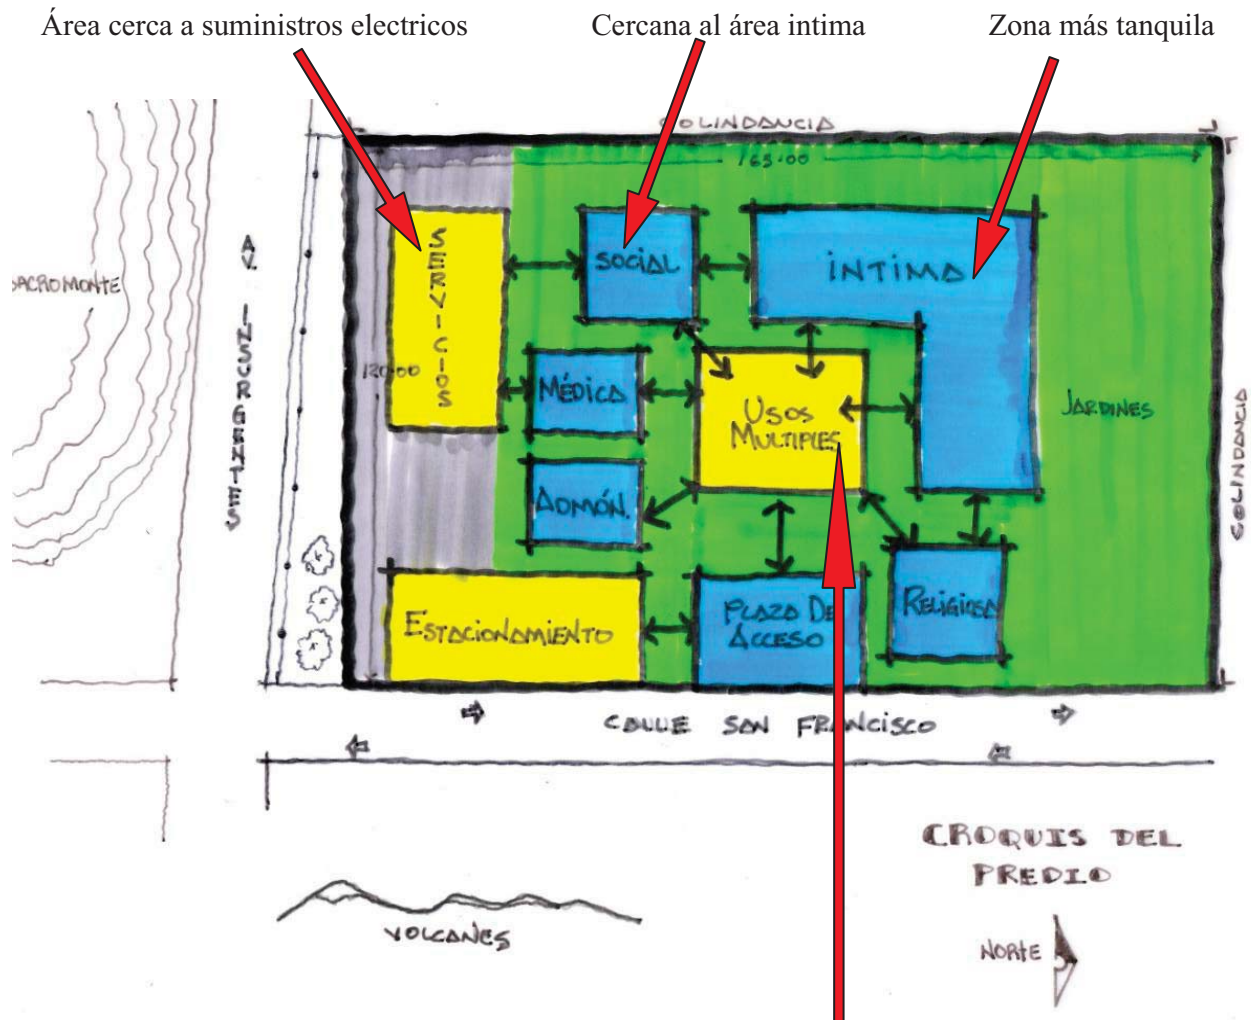 Área cerca a suministros electricos
Cercana al área intima
Zona más tanquila
COLINDANCIA
165.00
SERVICIOS
SOCIAL
ÍNTIMA
SACROMONTE
AV. INSURGENTES
120.00
MÉDICA
USOS
MULTIPLES
JARDINES
COLINDANCIA
ADMÓN.
ESTACIONAMIENTO
PLAZA DE
ACCESO
RELIGIOSA
CALLE SAN FRANCISCO
CROQUIS DEL
PREDIO
VOLCANES
NORTE